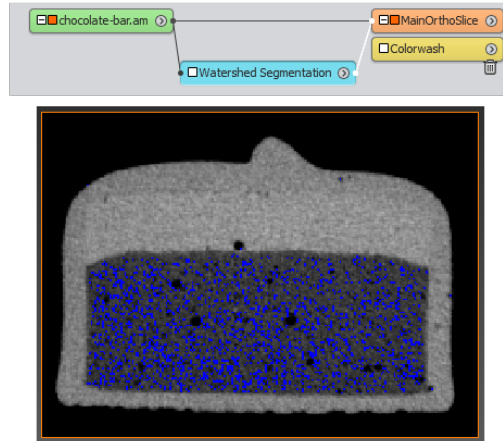 chocolate-bar.am
MainOrthoSlice
Colorwash
Watershed Segmentation